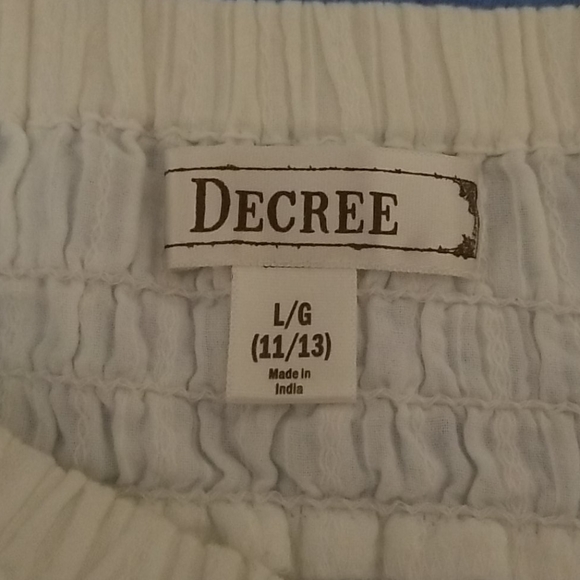 DECREE
L/G
(11/13)
Made in
India